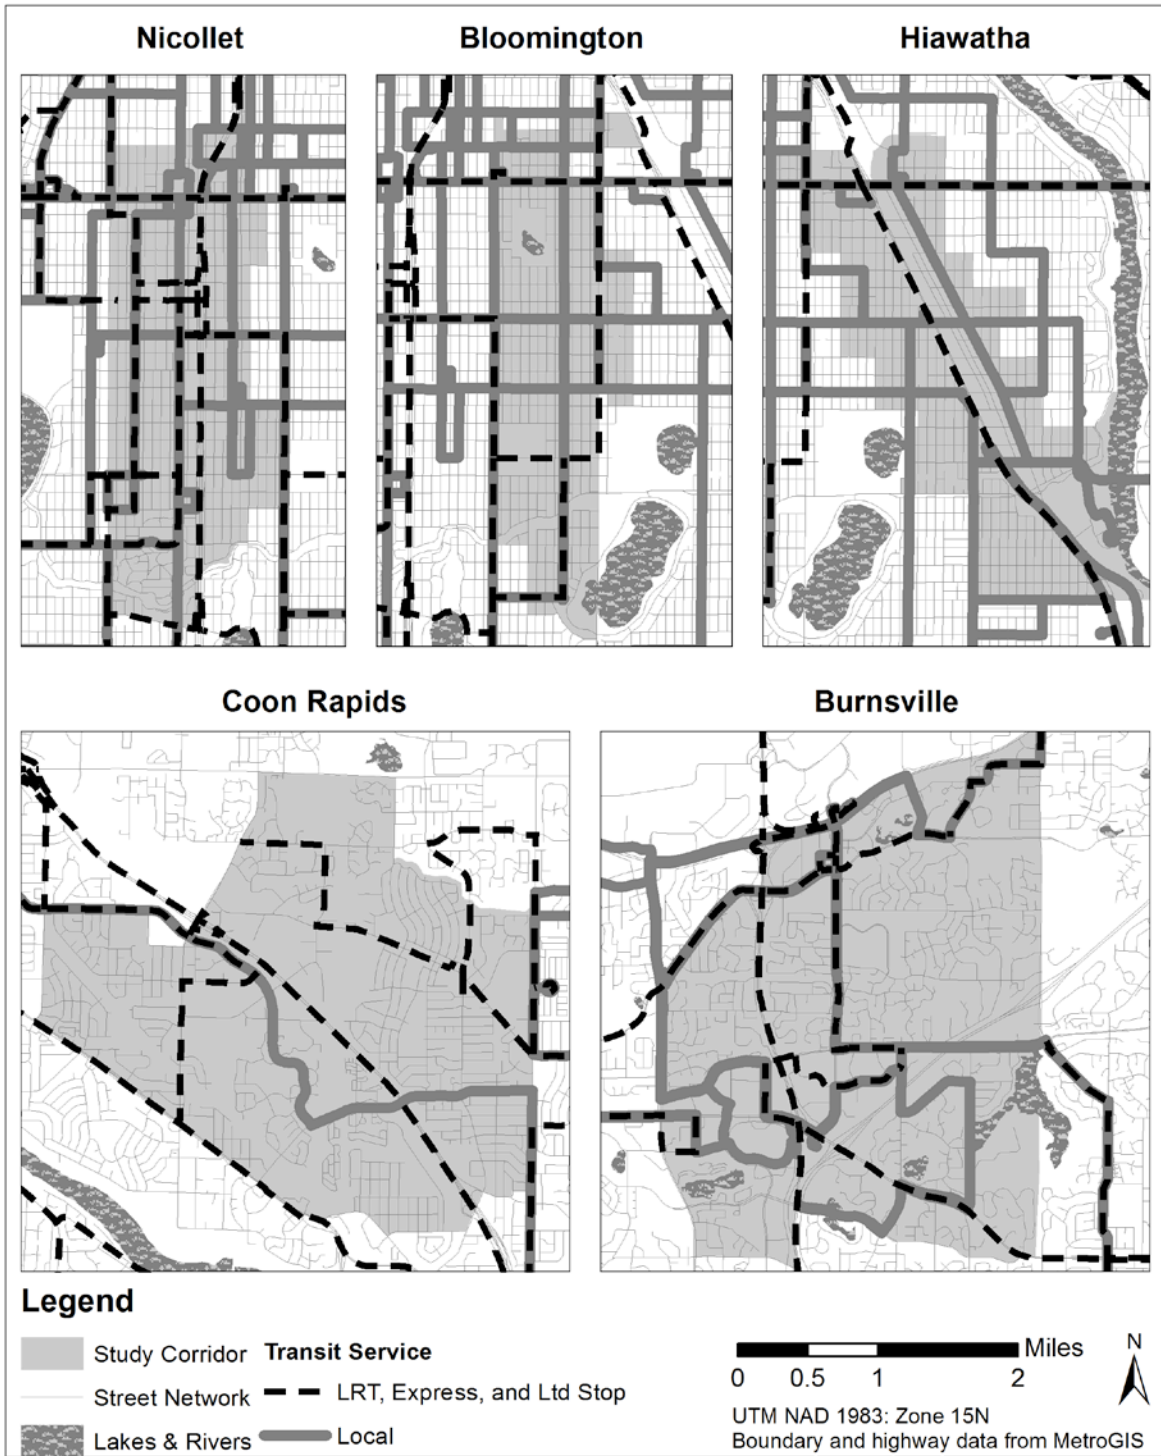 Nicollet
Bloomington
Hiawatha
Coon Rapids
Burnsville
Legend
Study Corridor
Street Network
Lakes & Rivers
Transit Service
LRT, Express, and Ltd Stop
Local
Miles
0 0.5 1 2
N
UTM NAD 1983: Zone 15N
Boundary and highway data from MetroGIS